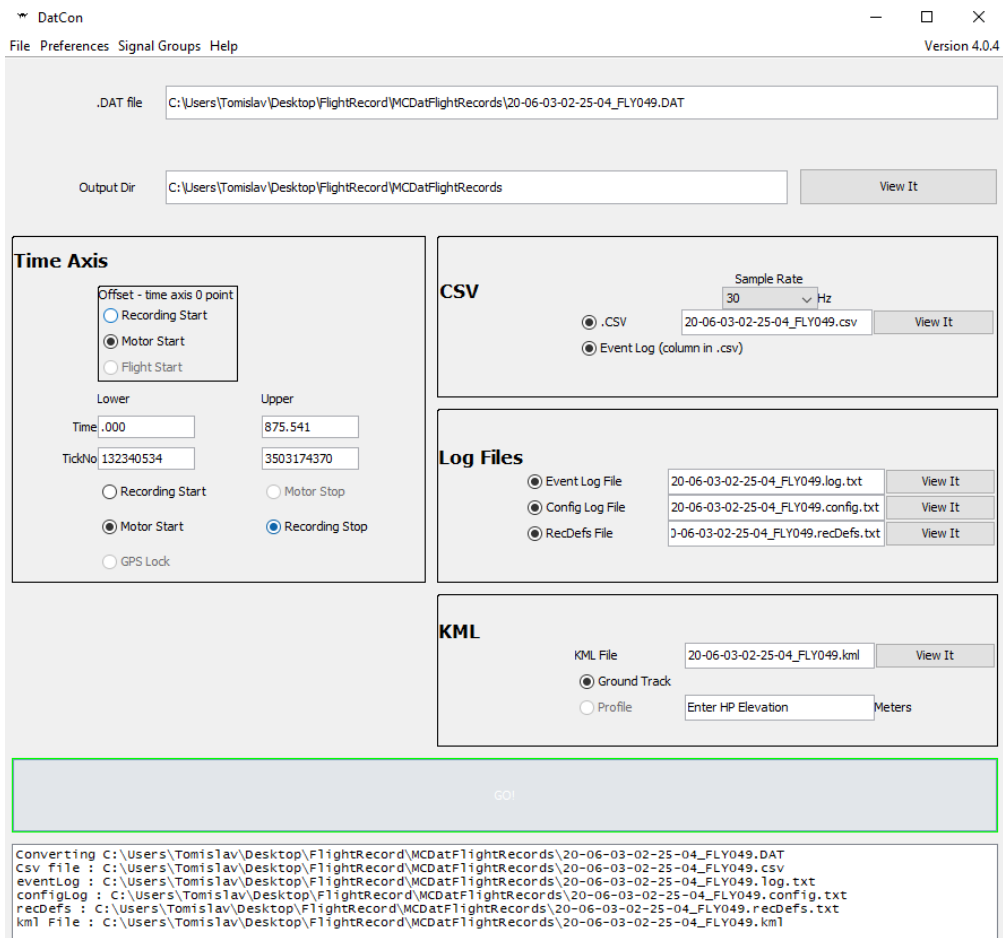 DatCon
File Preferences Signal Groups Help Version 4.0.4
.DAT file C:\Users\Tomislav\Desktop\FlightRecord\MCDatFlightRecords\20-06-03-02-25-04_FLY049.DAT
Output Dir C:\Users\Tomislav\Desktop\FlightRecord\MCDatFlightRecords View It
Time Axis
Offset - time axis 0 point
Recording Start
Motor Start
Flight Start
Lower Upper
Time .000 875.541
TickNo 132340534 3503174370
Recording Start Motor Stop
Motor Start Recording Stop
GPS Lock
CSV
Sample Rate
30 Hz
.CSV 20-06-03-02-25-04_FLY049.csv View It
Event Log (column in .csv)
Log Files
Event Log File 20-06-03-02-25-04_FLY049.log.txt View It
Config Log File 20-06-03-02-25-04_FLY049.config.txt View It
RecDefs File 0-06-03-02-25-04_FLY049.recDefs.txt View It
KML
KML File 20-06-03-02-25-04_FLY049.kml View It
Ground Track
Profile Enter HP Elevation Meters
GO!
Converting C:\Users\Tomislav\Desktop\FlightRecord\MCDatFlightRecords\20-06-03-02-25-04_FLY049.DAT
Csv file : C:\Users\Tomislav\Desktop\FlightRecord\MCDatFlightRecords\20-06-03-02-25-04_FLY049.csv
eventLog : C:\Users\Tomislav\Desktop\FlightRecord\MCDatFlightRecords\20-06-03-02-25-04_FLY049.log.txt
configLog : C:\Users\Tomislav\Desktop\FlightRecord\MCDatFlightRecords\20-06-03-02-25-04_FLY049.config.txt
recDefs : C:\Users\Tomislav\Desktop\FlightRecord\MCDatFlightRecords\20-06-03-02-25-04_FLY049.recDefs.txt
kml File : C:\Users\Tomislav\Desktop\FlightRecord\MCDatFlightRecords\20-06-03-02-25-04_FLY049.kml